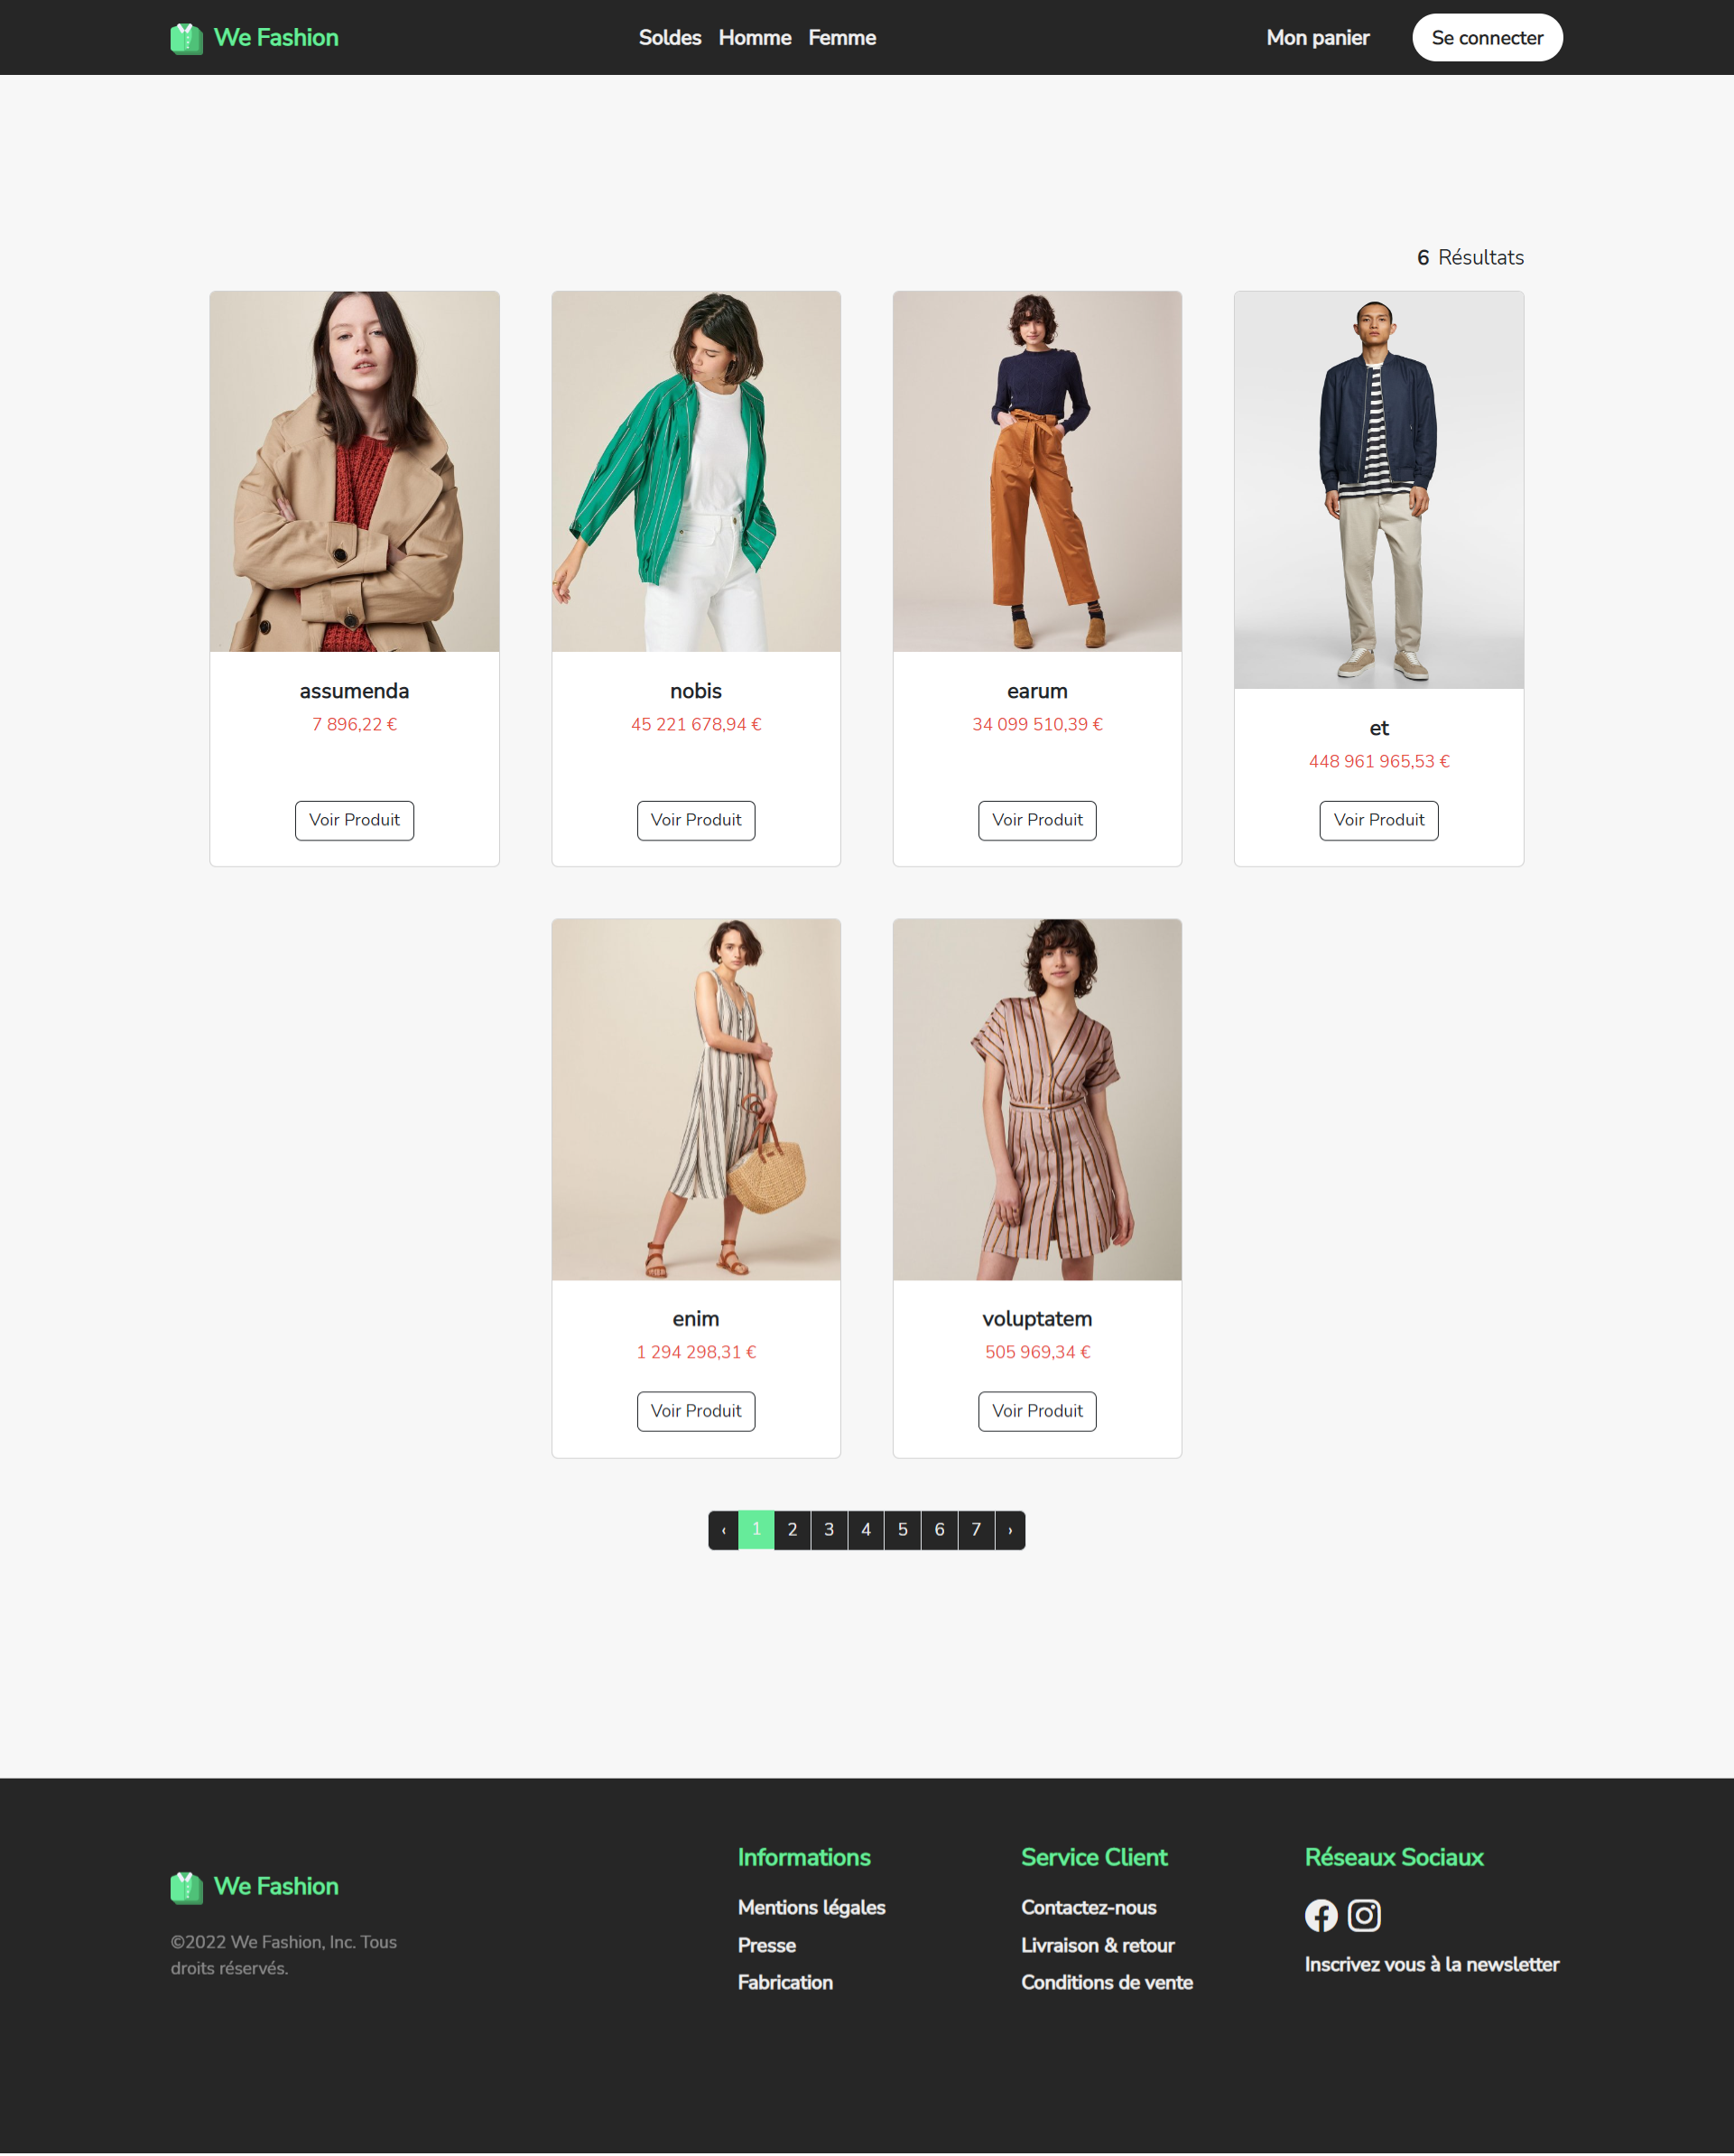 We Fashion
Soldes Homme Femme
Mon panier
Se connecter
6 Résultats
assumenda
7 896,22 €
Voir Produit
nobis
45 221 678,94 €
Voir Produit
earum
34 099 510,39 €
Voir Produit
et
448 961 965,53 €
Voir Produit
enim
1 294 298,31 €
Voir Produit
voluptatem
505 969,34 €
Voir Produit
‹ 1 2 3 4 5 6 7 ›
We Fashion
©2022 We Fashion, Inc. Tous
droits réservés.
Informations
Mentions légales
Presse
Fabrication
Service Client
Contactez-nous
Livraison & retour
Conditions de vente
Réseaux Sociaux
Inscrivez vous à la newsletter